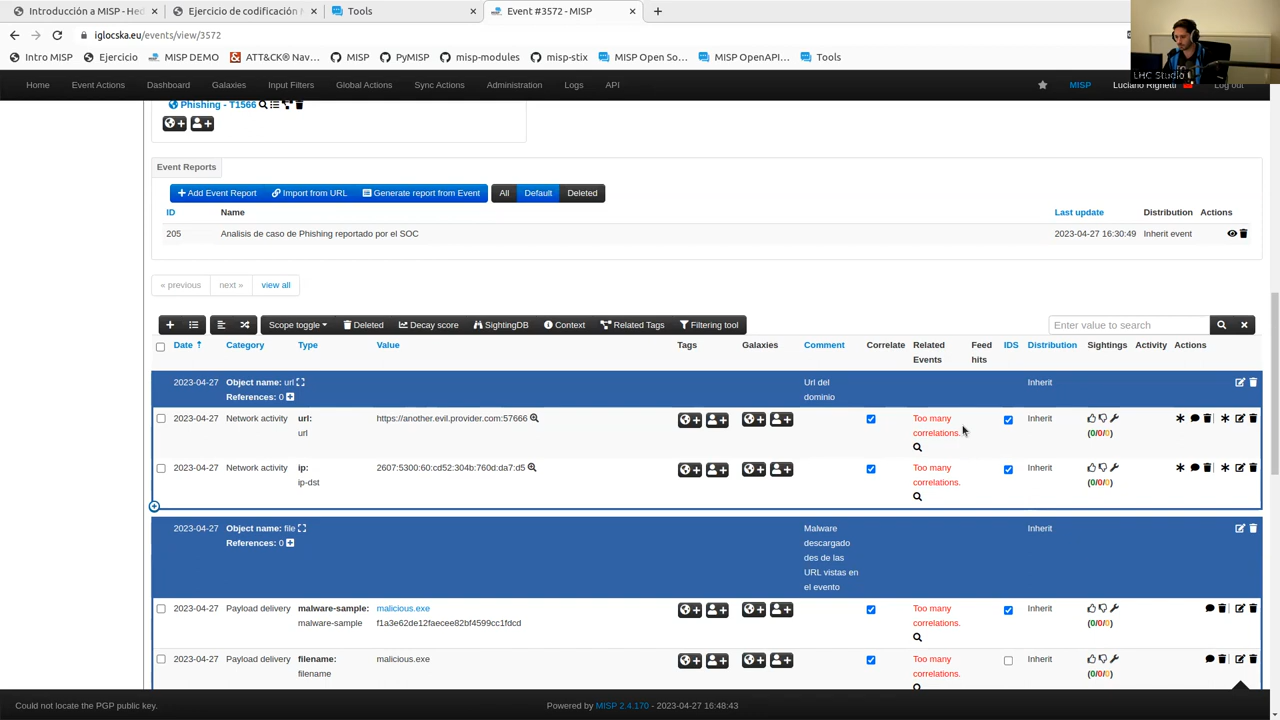 Introducción a MISP - Hed
Ejercicio de codificación M
Tools
Event #3572 - MISP
iglocska.eu/events/view/3572
Intro MISP
Ejercicio
MISP DEMO
ATT&CK® Nav...
MISP
PyMISP
misp-modules
misp-stix
MISP Open So...
MISP OpenAPI...
Tools
LHC Studio
Home
Event Actions
Dashboard
Galaxies
Input Filters
Global Actions
Sync Actions
Administration
Logs
API
MISP
Luciano Righetti
Log out
Phishing - T1566
Event Reports
Add Event Report
Import from URL
Generate report from Event
All
Default
Deleted
ID
Name
Last update
Distribution
Actions
205
Analisis de caso de Phishing reportado por el SOC
2023-04-27 16:30:49
Inherit event
« previous
next »
view all
Scope toggle
Deleted
Decay score
SightingDB
Context
Related Tags
Filtering tool
Enter value to search
Date
Category
Type
Value
Tags
Galaxies
Comment
Correlate
Related
Events
Feed
hits
IDS
Distribution
Sightings
Activity
Actions
2023-04-27
Object name: url
References: 0
Url del
dominio
Inherit
2023-04-27
Network activity
url:
url
https://another.evil.provider.com:57666
Too many
correlations.
Inherit
(0/0/0)
2023-04-27
Network activity
ip:
ip-dst
2607:5300:60:cd52:304b:760d:da7:d5
Too many
correlations.
Inherit
(0/0/0)
2023-04-27
Object name: file
References: 0
Malware
descargado
des de las
URL vistas en
el evento
Inherit
2023-04-27
Payload delivery
malware-sample:
malware-sample
malicious.exe
f1a3e62de12faecee82bf4599cc1fdcd
Too many
correlations.
Inherit
(0/0/0)
2023-04-27
Payload delivery
filename:
filename
malicious.exe
Too many
correlations.
Inherit
(0/0/0)
Could not locate the PGP public key.
Powered by MISP 2.4.170 - 2023-04-27 16:48:43